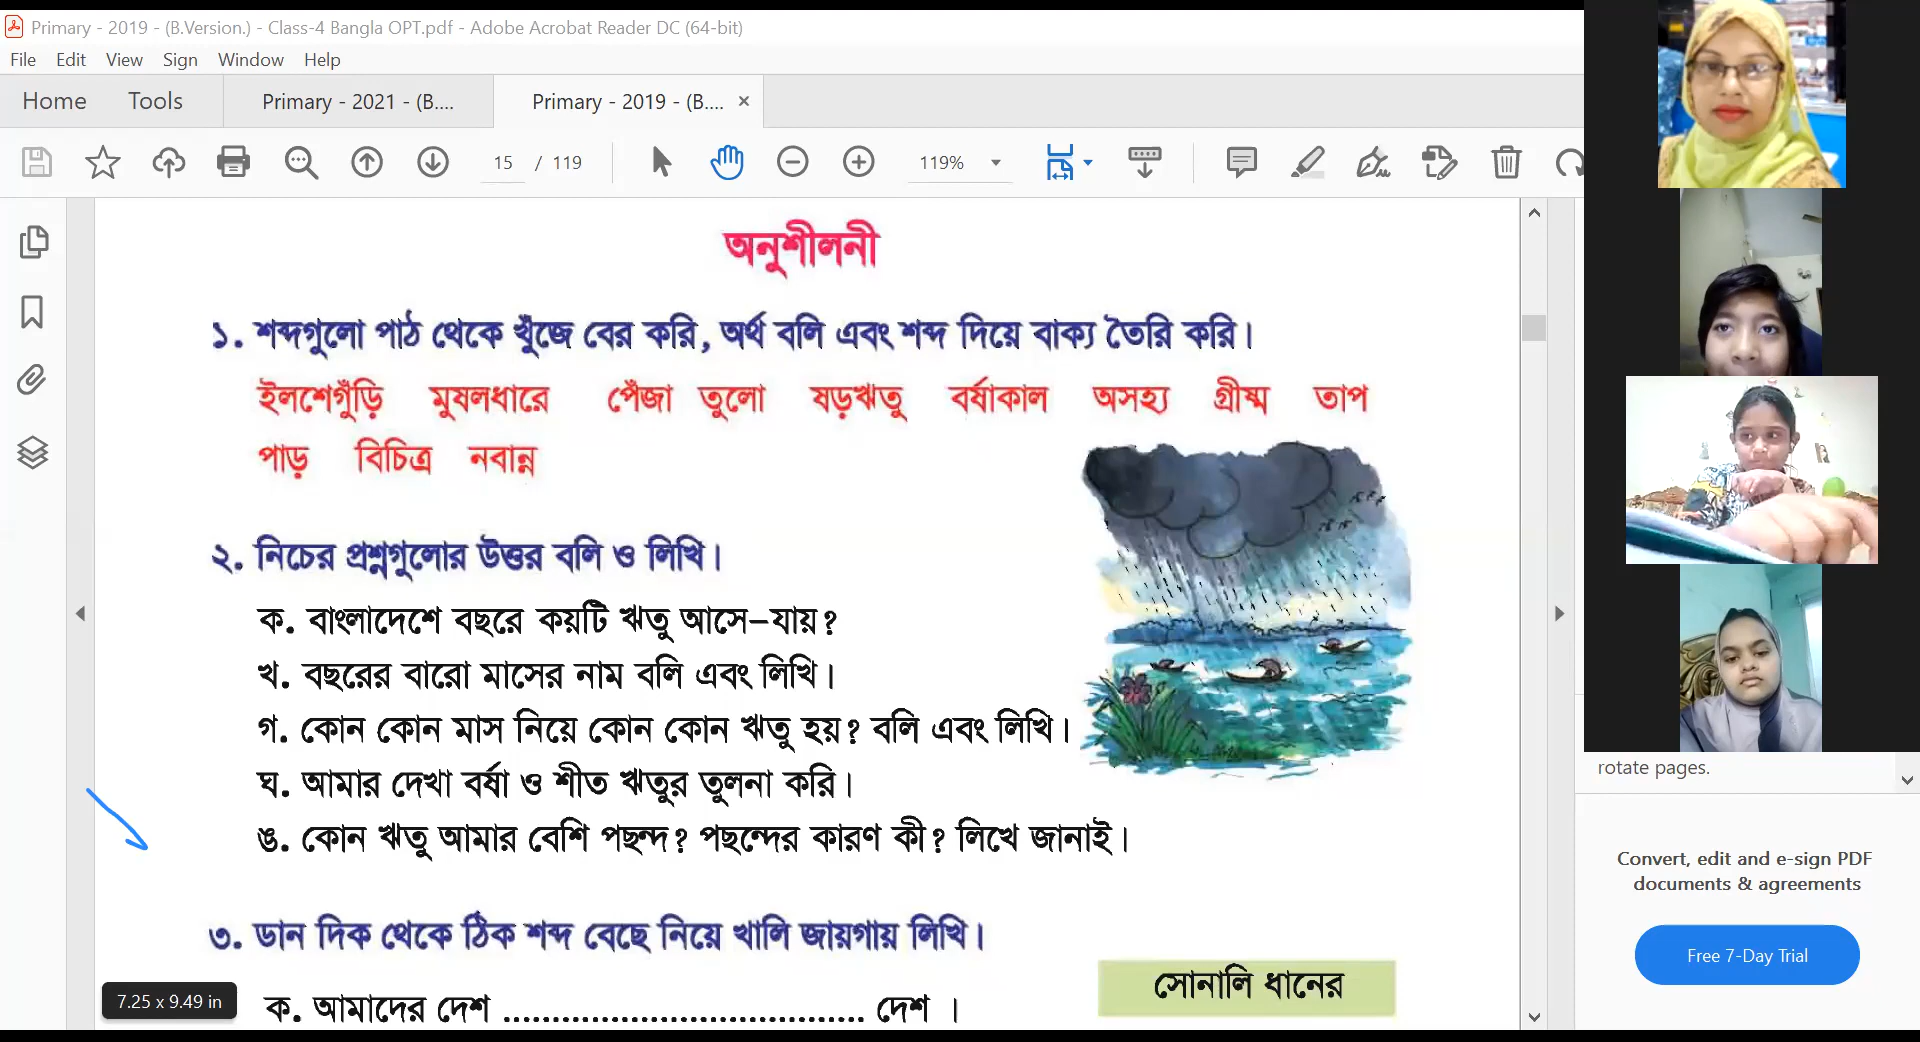 Primary - 2019 - (B.Version.) - Class-4 Bangla OPT.pdf - Adobe Acrobat Reader DC (64-bit)
File Edit View Sign Window Help
Home Tools Primary - 2021 - (B.... Primary - 2019 - (B.... ×
15 / 119 119%
অনুশীলনী
১. শব্দগুলো পাঠ থেকে খুঁজে বের করি, অর্থ বলি এবং শব্দ দিয়ে বাক্য তৈরি করি।
ইলশেগুঁড়ি মুষলধারে পেঁজা তুলো ষড়ঋতু বর্ষাকাল অসহ্য গ্রীষ্ম তাপ
পাড় বিচিত্র নবান্ন
২. নিচের প্রশ্নগুলোর উত্তর বলি ও লিখি।
ক. বাংলাদেশে বছরে কয়টি ঋতু আসে–যায়?
খ. বছরের বারো মাসের নাম বলি এবং লিখি।
গ. কোন কোন মাস নিয়ে কোন কোন ঋতু হয়? বলি এবং লিখি।
ঘ. আমার দেখা বর্ষা ও শীত ঋতুর তুলনা করি।
ঙ. কোন ঋতু আমার বেশি পছন্দ? পছন্দের কারণ কী? লিখে জানাই।
৩. ডান দিক থেকে ঠিক শব্দ বেছে নিয়ে খালি জায়গায় লিখি।
সোনালি ধানের
ক. আমাদের দেশ .................................... দেশ ।
7.25 x 9.49 in
rotate pages.
Convert, edit and e-sign PDF
documents & agreements
Free 7-Day Trial